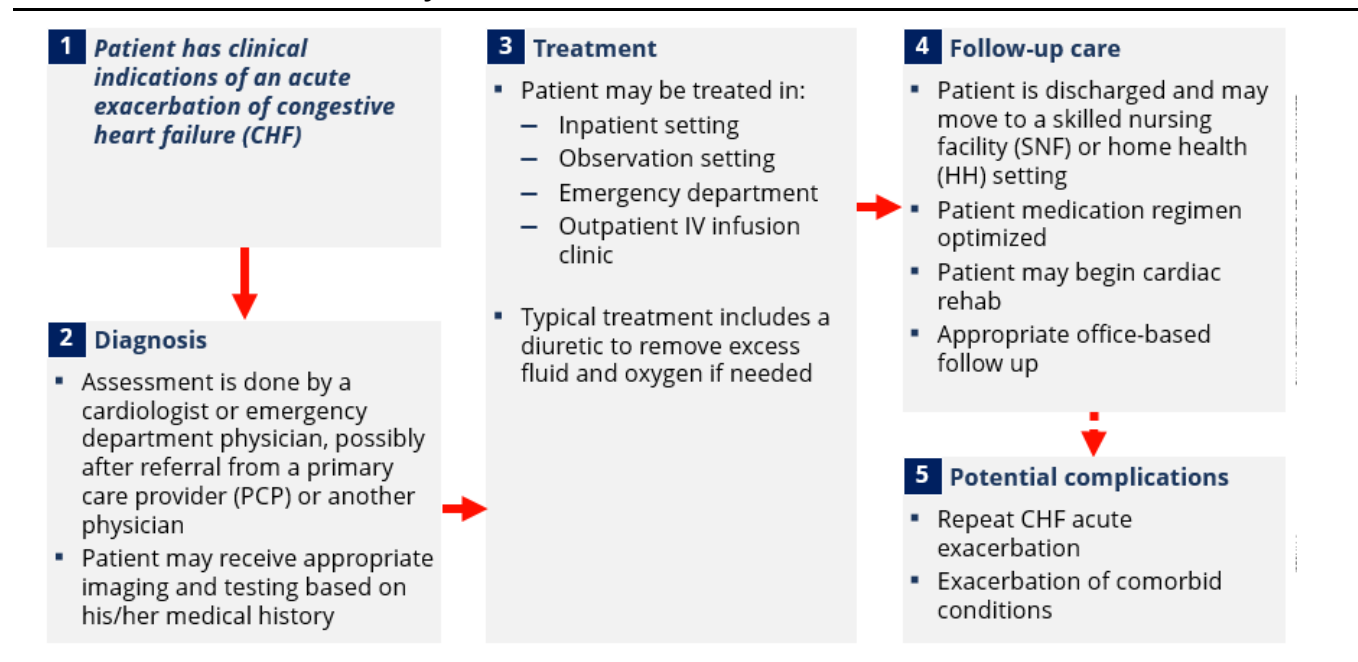 1 Patient has clinical
indications of an acute
exacerbation of congestive
heart failure (CHF)
2 Diagnosis
▪ Assessment is done by a
cardiologist or emergency
department physician, possibly
after referral from a primary
care provider (PCP) or another
physician
▪ Patient may receive appropriate
imaging and testing based on
his/her medical history
3 Treatment
▪ Patient may be treated in:
– Inpatient setting
– Observation setting
– Emergency department
– Outpatient IV infusion
clinic
▪ Typical treatment includes a
diuretic to remove excess
fluid and oxygen if needed
4 Follow-up care
▪ Patient is discharged and may
move to a skilled nursing
facility (SNF) or home health
(HH) setting
▪ Patient medication regimen
optimized
▪ Patient may begin cardiac
rehab
▪ Appropriate office-based
follow up
5 Potential complications
▪ Repeat CHF acute
exacerbation
▪ Exacerbation of comorbid
conditions